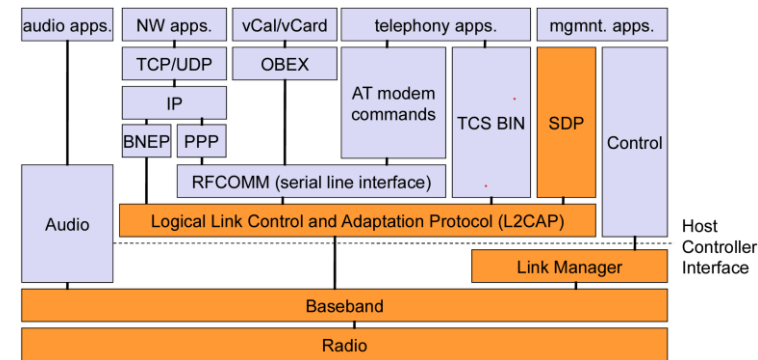 audio apps.
NW apps.
vCal/vCard
telephony apps.
mgmnt. apps.
TCP/UDP
OBEX
AT modem
commands
TCS BIN
SDP
Control
IP
BNEP
PPP
RFCOMM (serial line interface)
Audio
Logical Link Control and Adaptation Protocol (L2CAP)
Host
Controller
Interface
Link Manager
Baseband
Radio